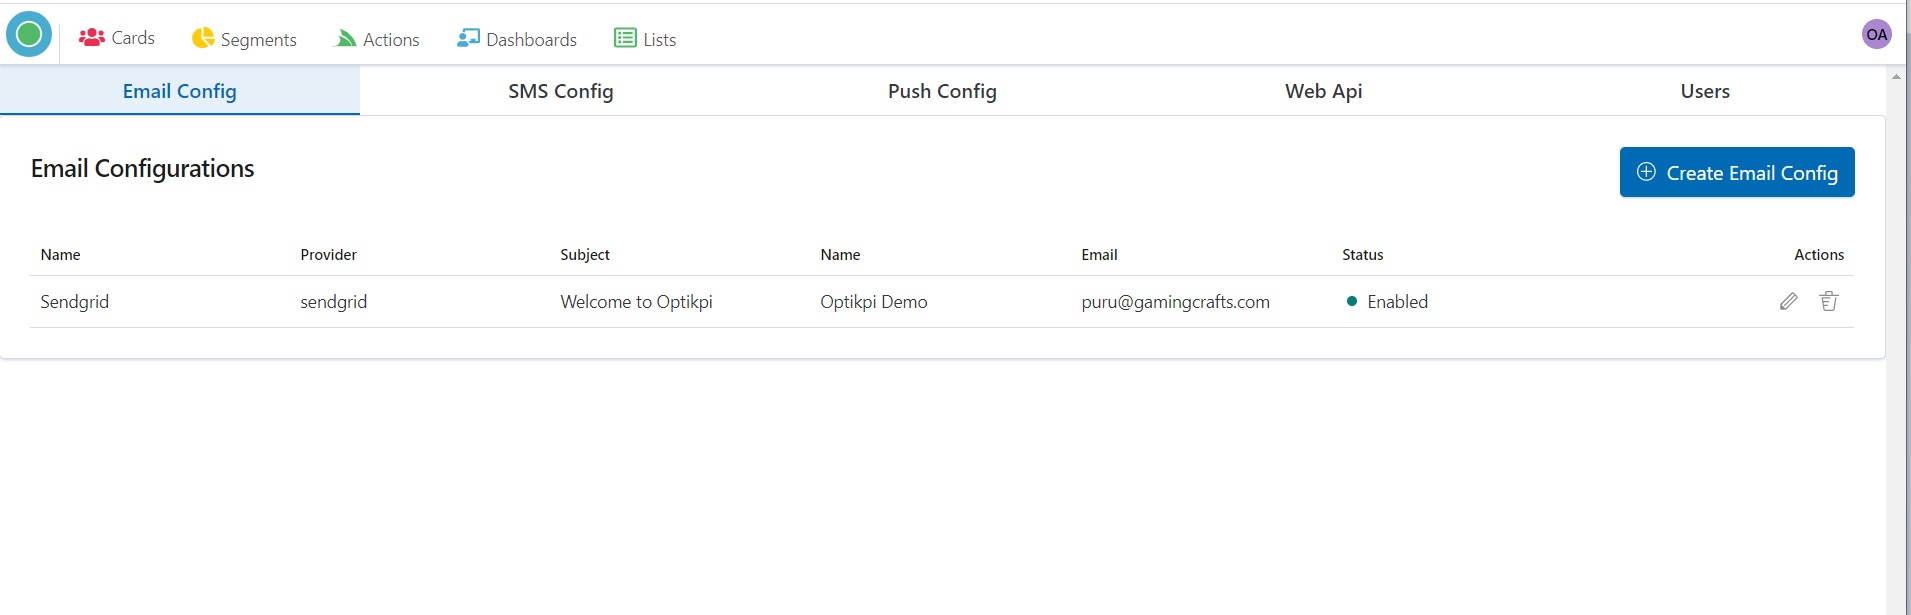 Cards Segments Actions Dashboards Lists OA
Email Config SMS Config Push Config Web Api Users
Email Configurations Create Email Config
Name Provider Subject Name Email Status Actions
Sendgrid sendgrid Welcome to Optikpi Optikpi Demo puru@gamingcrafts.com Enabled